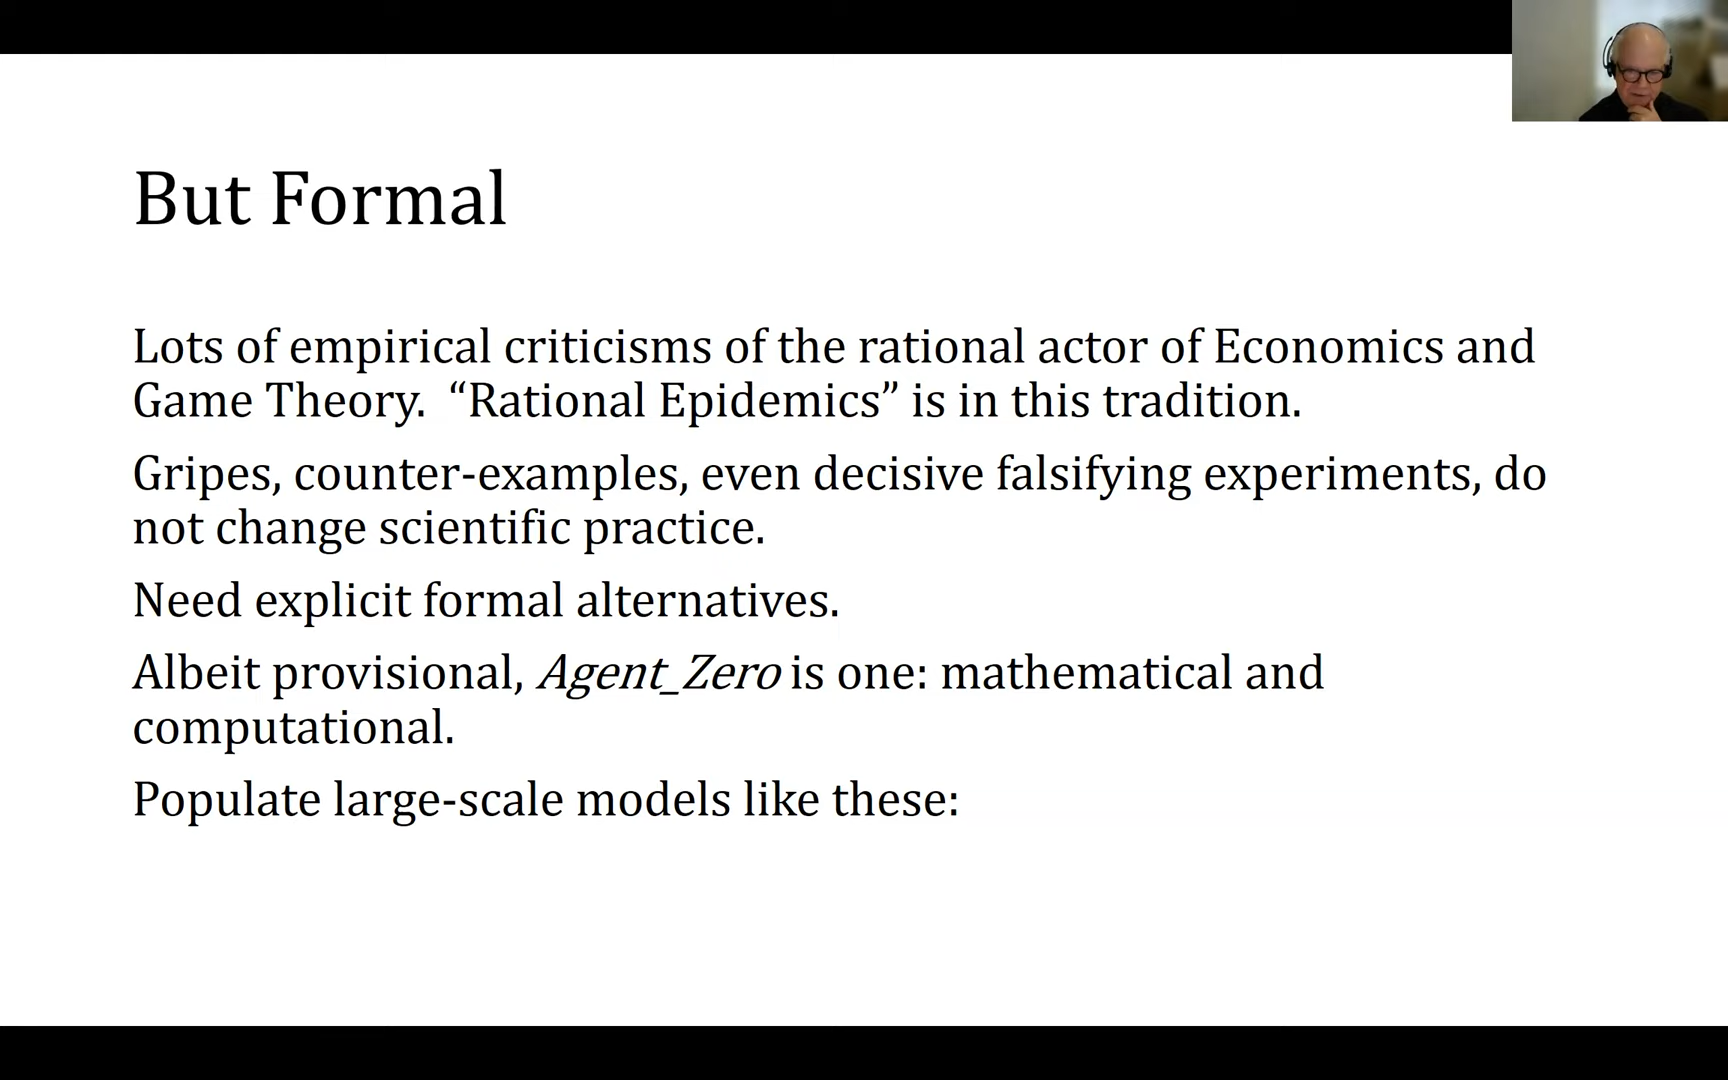 But Formal
Lots of empirical criticisms of the rational actor of Economics and
Game Theory.  “Rational Epidemics” is in this tradition.
Gripes, counter-examples, even decisive falsifying experiments, do
not change scientific practice.
Need explicit formal alternatives.
Albeit provisional, Agent_Zero is one: mathematical and
computational.
Populate large-scale models like these: